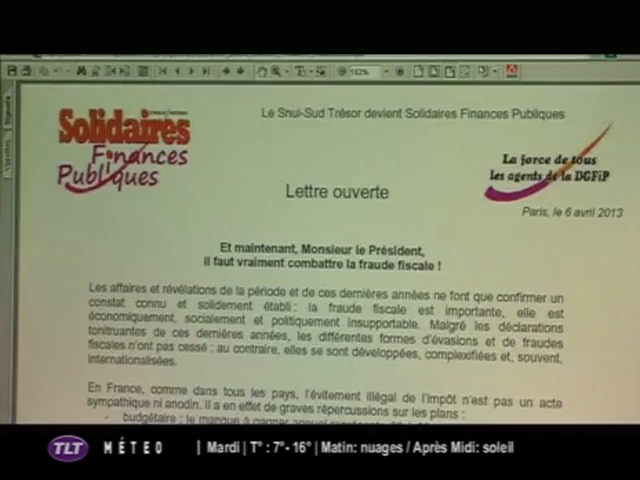 102%
Le Snui-Sud Trésor devient Solidaires Finances Publiques
Solidaires
Finances
Publiques
La force de tous
les agents de la DGFiP
Lettre ouverte
Paris, le 6 avril 2013
Et maintenant, Monsieur le Président,
il faut vraiment combattre la fraude fiscale !
Les affaires et révélations de la période et de ces dernières années ne font que confirmer un
constat connu et solidement établi : la fraude fiscale est importante, elle est
économiquement, socialement et politiquement insupportable. Malgré les déclarations
tonitruantes de ces dernières années, les différentes formes d'évasions et de fraudes
fiscales n'ont pas cessé : au contraire, elles se sont développées, complexifiées et, souvent,
internationalisées.
En France, comme dans tous les pays, l'évitement illégal de l'impôt n'est pas un acte
sympathique ni anodin. Il a en effet de graves répercussions sur les plans :
- budgétaire : le manque à gagner annuel
TLT MÉTEO | Mardi | T° : 7°- 16° | Matin: nuages / Après Midi: soleil